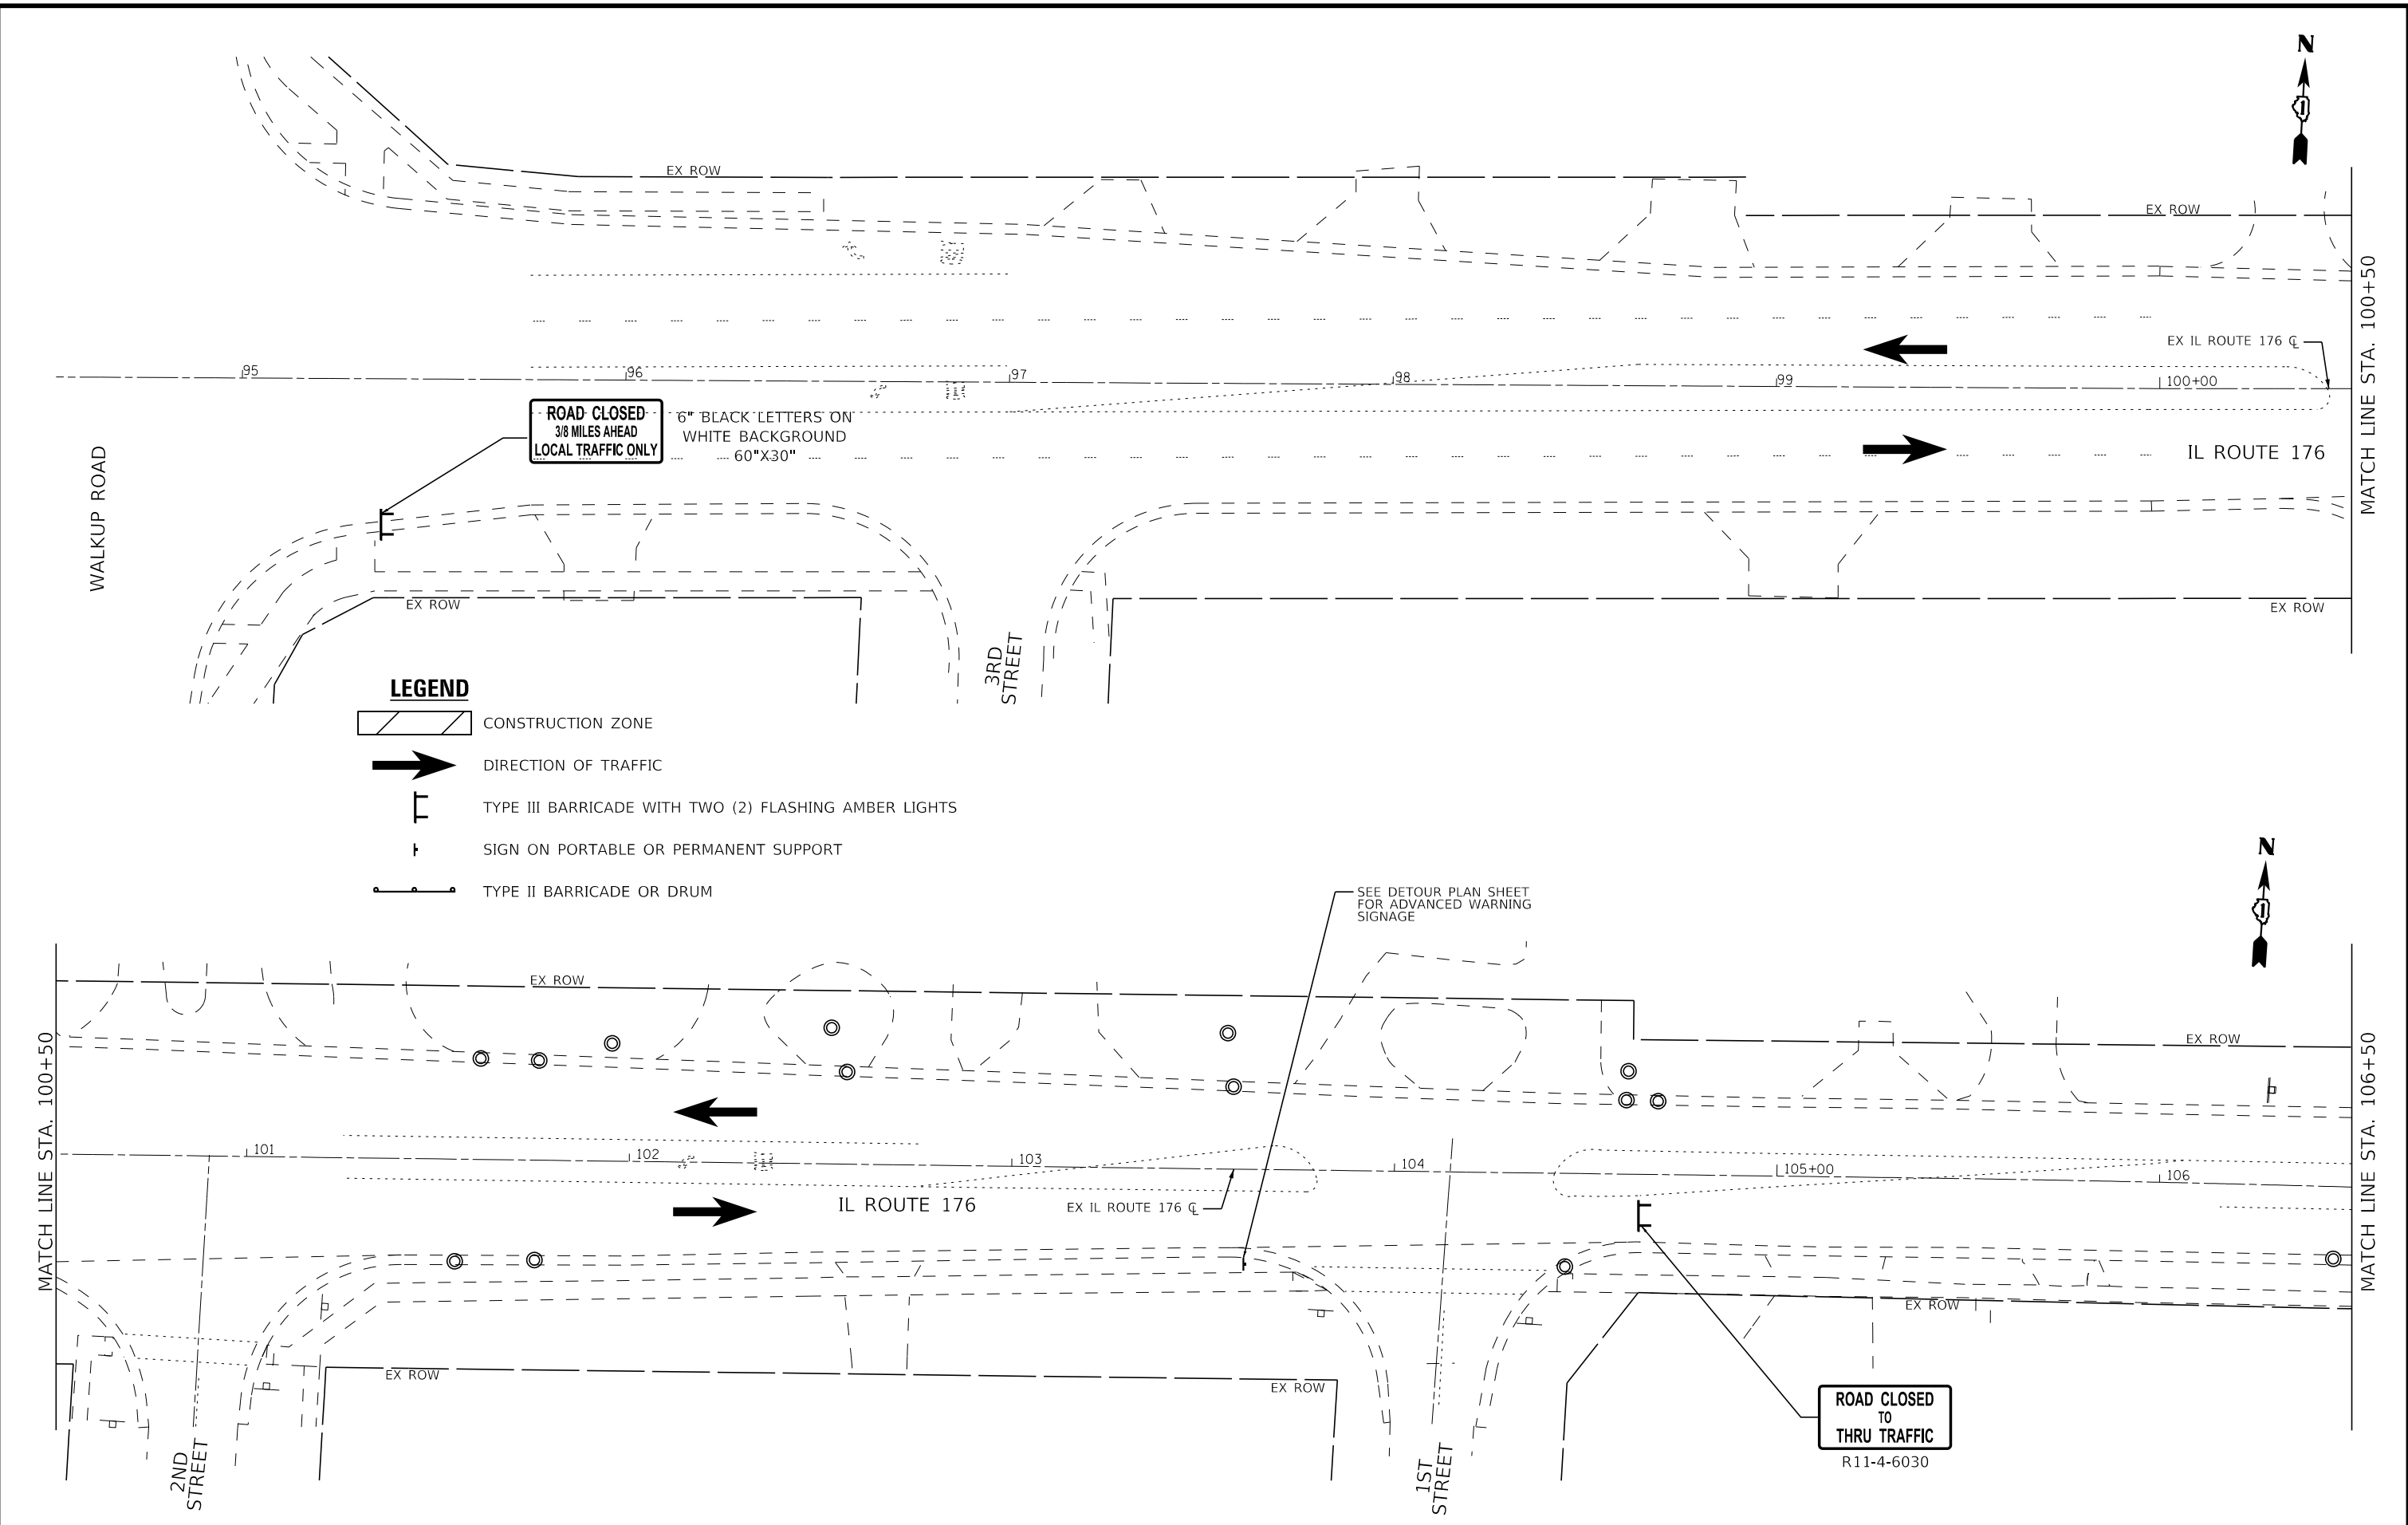 N
EX ROW
EX ROW
MATCH LINE STA. 100+50
EX IL ROUTE 176 ℄
95
96
97
98
99
100+00
ROAD CLOSED
3/8 MILES AHEAD
LOCAL TRAFFIC ONLY
6" BLACK LETTERS ON
WHITE BACKGROUND
60"X30"
IL ROUTE 176
WALKUP ROAD
EX ROW
EX ROW
3RD
STREET
LEGEND
CONSTRUCTION ZONE
DIRECTION OF TRAFFIC
TYPE III BARRICADE WITH TWO (2) FLASHING AMBER LIGHTS
SIGN ON PORTABLE OR PERMANENT SUPPORT
TYPE II BARRICADE OR DRUM
N
SEE DETOUR PLAN SHEET
FOR ADVANCED WARNING
SIGNAGE
EX ROW
EX ROW
MATCH LINE STA. 100+50
MATCH LINE STA. 106+50
101
102
103
104
105+00
106
IL ROUTE 176
EX IL ROUTE 176 ℄
EX ROW
EX ROW
EX ROW
ROAD CLOSED
TO
THRU TRAFFIC
R11-4-6030
2ND
STREET
1ST
STREET